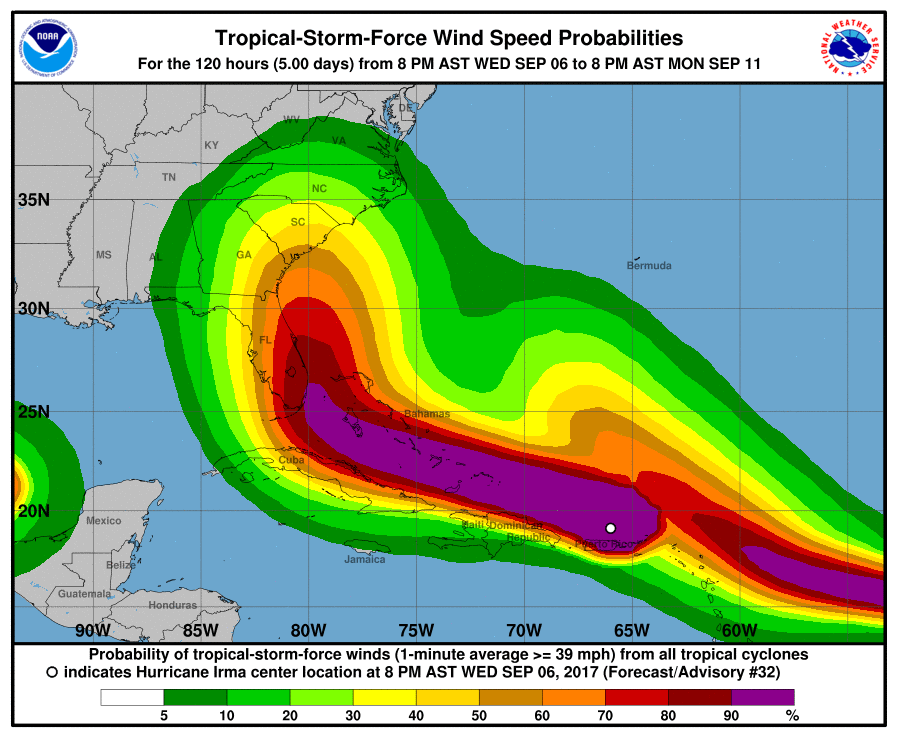 NOAA
NATIONAL WEATHER SERVICE
Tropical-Storm-Force Wind Speed Probabilities
For the 120 hours (5.00 days) from 8 PM AST WED SEP 06 to 8 PM AST MON SEP 11
DE
WV
VA
KY
TN
NC
35N
SC
MS
AL
GA
Bermuda
30N
FL
25N
Bahamas
Cuba
20N
Mexico
Haiti
Dominican
Republic
Puerto Rico
Jamaica
Belize
Guatemala
Honduras
90W 85W 80W 75W 70W 65W 60W
Probability of tropical-storm-force winds (1-minute average >= 39 mph) from all tropical cyclones
indicates Hurricane Irma center location at 8 PM AST WED SEP 06, 2017 (Forecast/Advisory #32)
5 10 20 30 40 50 60 70 80 90 %